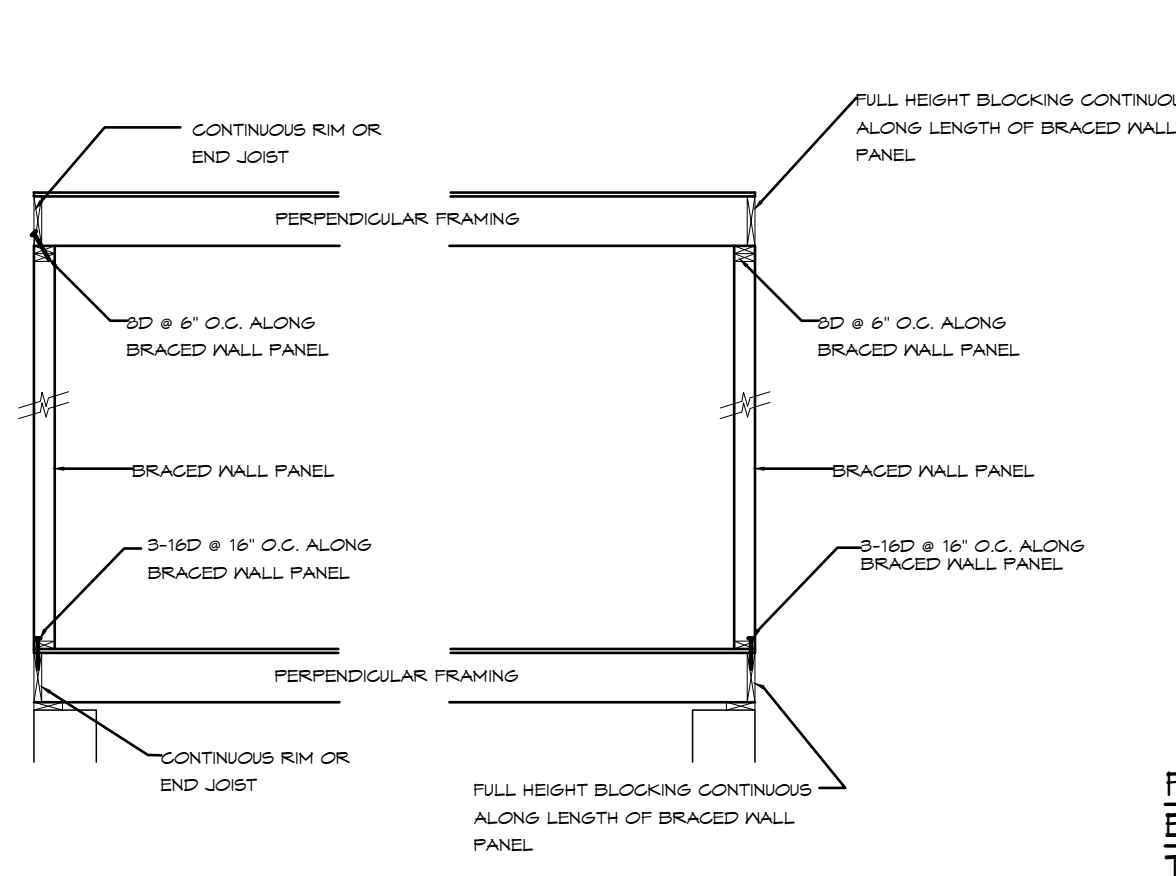 CONTINUOUS RIM OR
END JOIST
FULL HEIGHT BLOCKING CONTINUOU
ALONG LENGTH OF BRACED WALL
PANEL
PERPENDICULAR FRAMING
8D @ 6" O.C. ALONG
BRACED WALL PANEL
8D @ 6" O.C. ALONG
BRACED WALL PANEL
BRACED WALL PANEL
BRACED WALL PANEL
3-16D @ 16" O.C. ALONG
BRACED WALL PANEL
3-16D @ 16" O.C. ALONG
BRACED WALL PANEL
PERPENDICULAR FRAMING
CONTINUOUS RIM OR
END JOIST
FULL HEIGHT BLOCKING CONTINUOUS
ALONG LENGTH OF BRACED WALL
PANEL